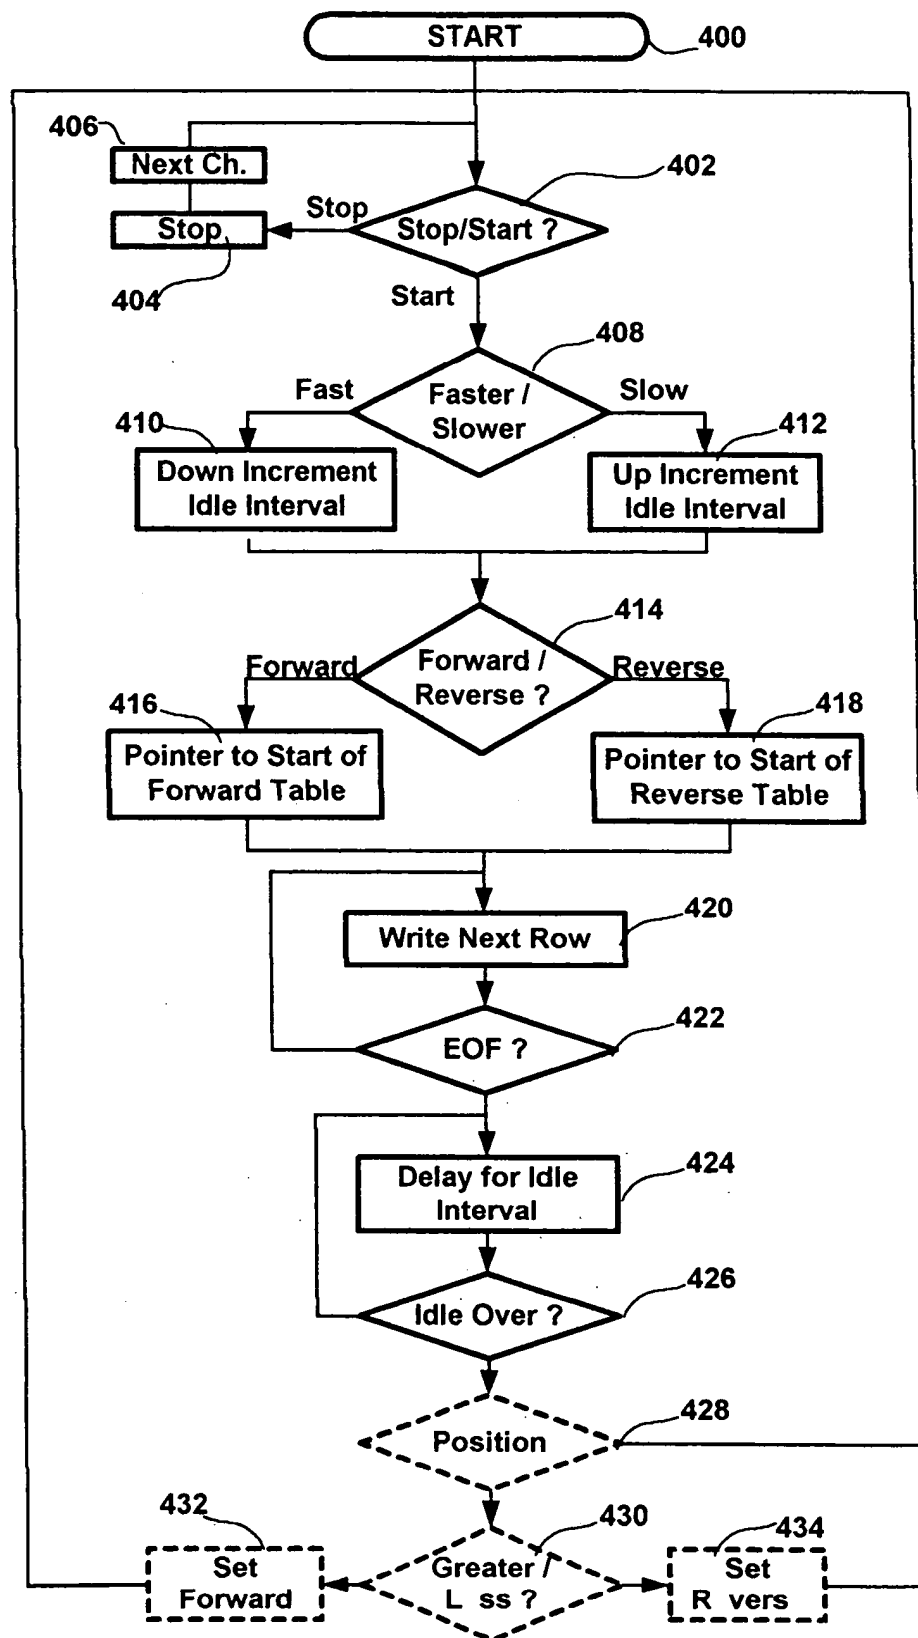 START
400
406
Next Ch.
402
Stop
Stop/Start ?
Stop
404
Start
408
Fast
Faster /
Slower
Slow
410
412
Down Increment
Idle Interval
Up Increment
Idle Interval
414
Forward
Forward /
Reverse ?
Reverse
416
418
Pointer to Start of
Forward Table
Pointer to Start of
Reverse Table
420
Write Next Row
422
EOF ?
424
Delay for Idle
Interval
426
Idle Over ?
428
Position
432
430
434
Set
Forward
Greater /
L ss ?
Set
R vers